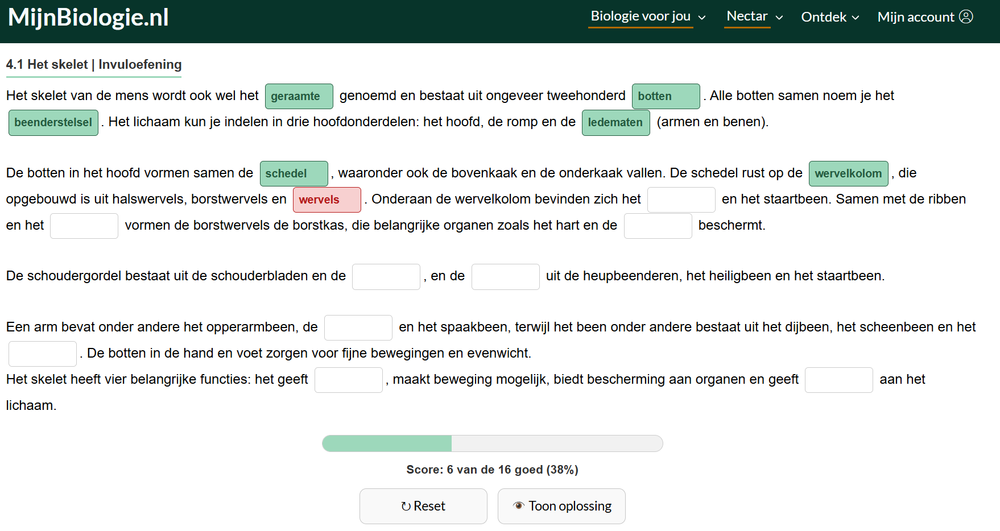 MijnBiologie.nl
Biologie voor jou Nectar Ontdek Mijn account
4.1 Het skelet | Invuloefening
Het skelet van de mens wordt ook wel het geraamte genoemd en bestaat uit ongeveer tweehonderd botten . Alle botten samen noem je het
beenderstelsel . Het lichaam kun je indelen in drie hoofdonderdelen: het hoofd, de romp en de ledematen (armen en benen).
De botten in het hoofd vormen samen de schedel , waaronder ook de bovenkaak en de onderkaak vallen. De schedel rust op de wervelkolom , die
opgebouwd is uit halswervels, borstwervels en wervels . Onderaan de wervelkolom bevinden zich het en het staartbeen. Samen met de ribben
en het vormen de borstwervels de borstkas, die belangrijke organen zoals het hart en de beschermt.
De schoudergordel bestaat uit de schouderbladen en de , en de uit de heupbeenderen, het heiligbeen en het staartbeen.
Een arm bevat onder andere het opperarmbeen, de en het spaakbeen, terwijl het been onder andere bestaat uit het dijbeen, het scheenbeen en het
. De botten in de hand en voet zorgen voor fijne bewegingen en evenwicht.
Het skelet heeft vier belangrijke functies: het geeft , maakt beweging mogelijk, biedt bescherming aan organen en geeft aan het
lichaam.
Score: 6 van de 16 goed (38%)
↻ Reset
👁 Toon oplossing